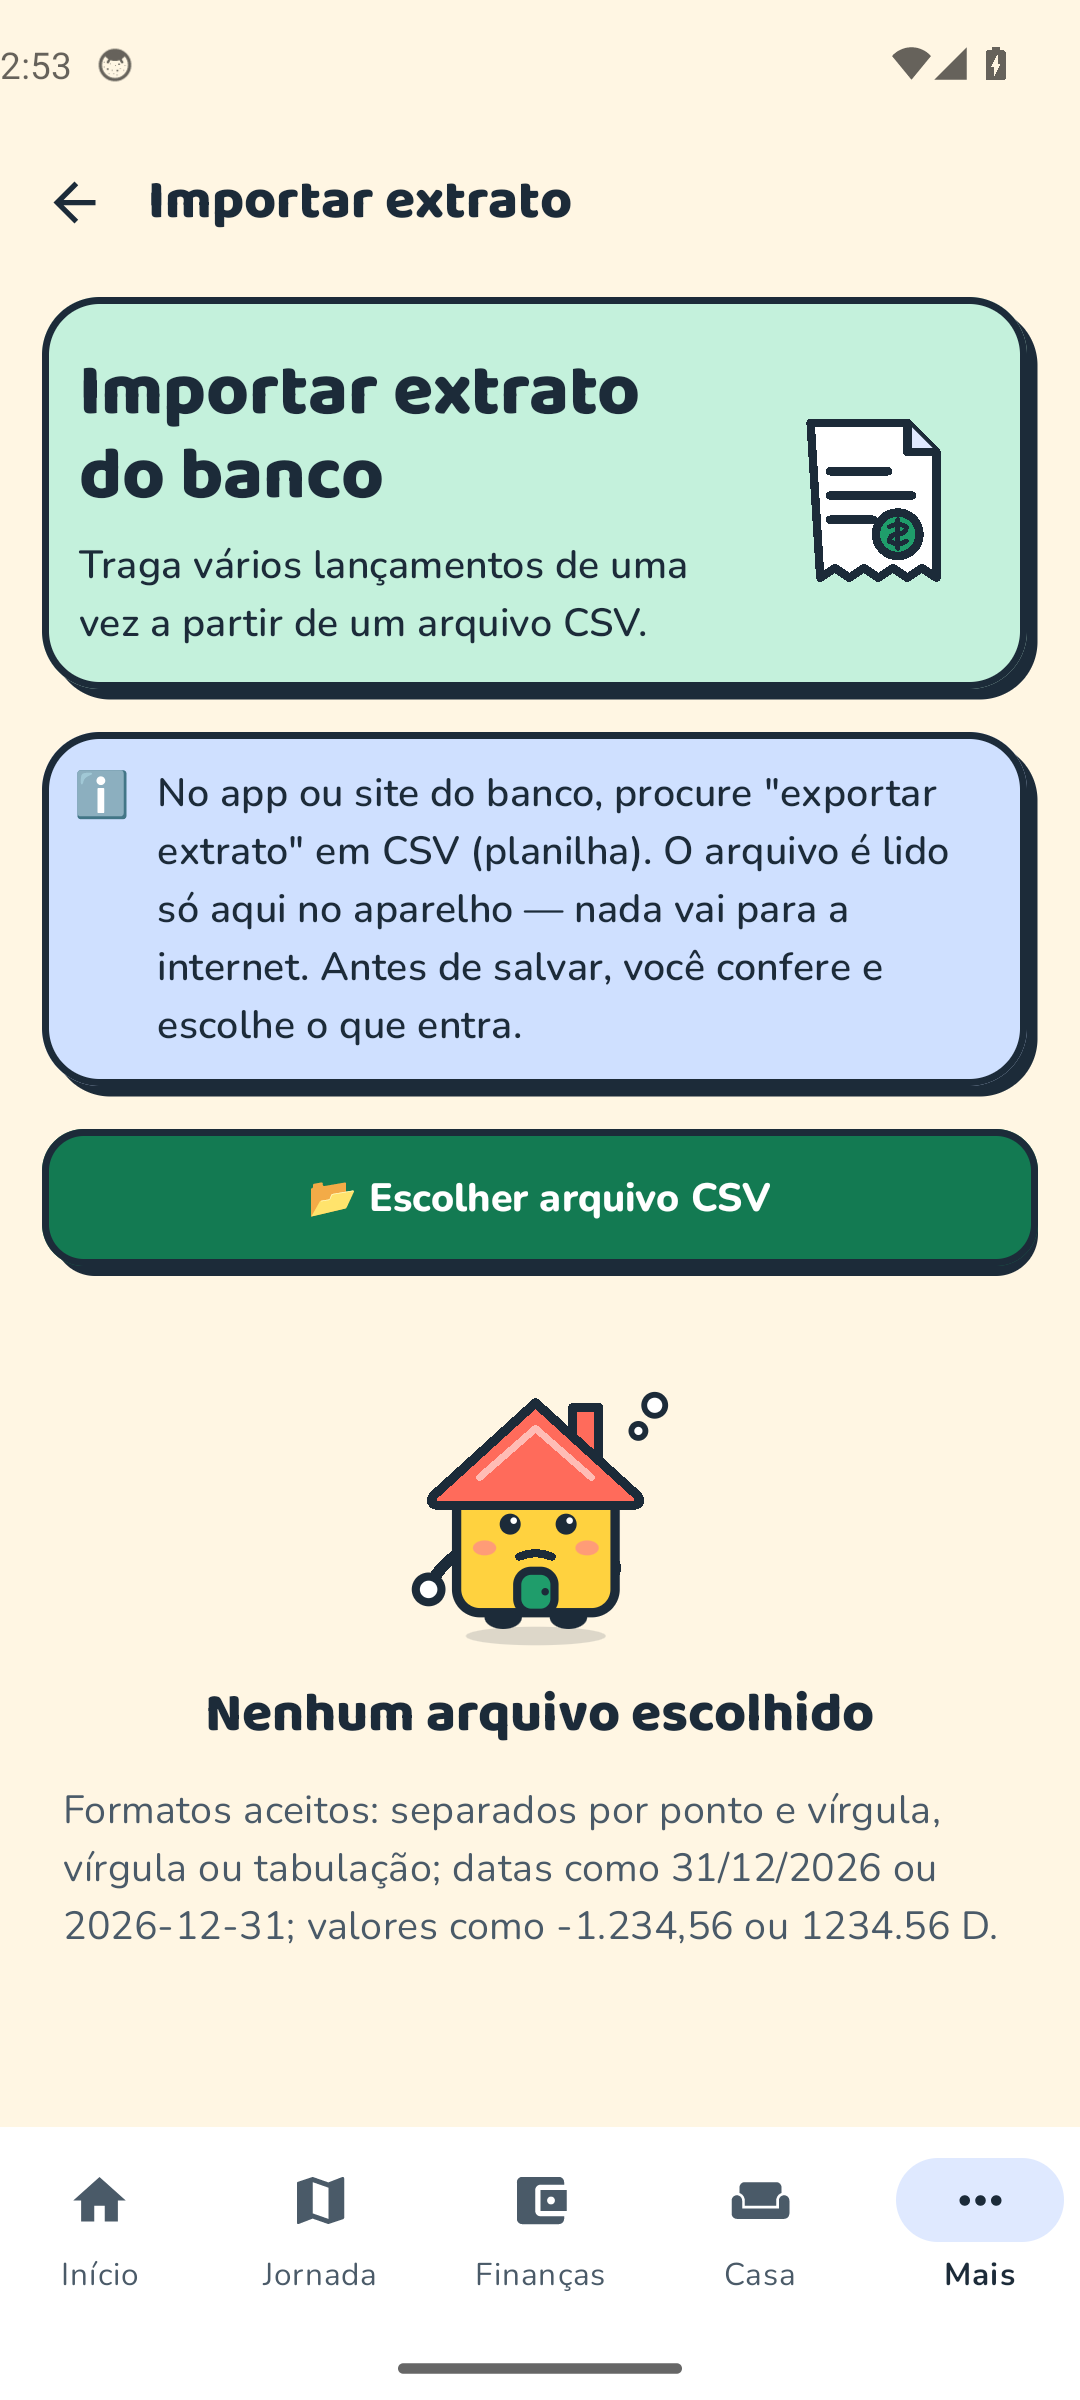 2:53
Importar extrato
Importar extrato
do banco
Traga vários lançamentos de uma
vez a partir de um arquivo CSV.
No app ou site do banco, procure "exportar
extrato" em CSV (planilha). O arquivo é lido
só aqui no aparelho — nada vai para a
internet. Antes de salvar, você confere e
escolhe o que entra.
Escolher arquivo CSV
Nenhum arquivo escolhido
Formatos aceitos: separados por ponto e vírgula,
vírgula ou tabulação; datas como 31/12/2026 ou
2026-12-31; valores como -1.234,56 ou 1234.56 D.
Início
Jornada
Finanças
Casa
Mais